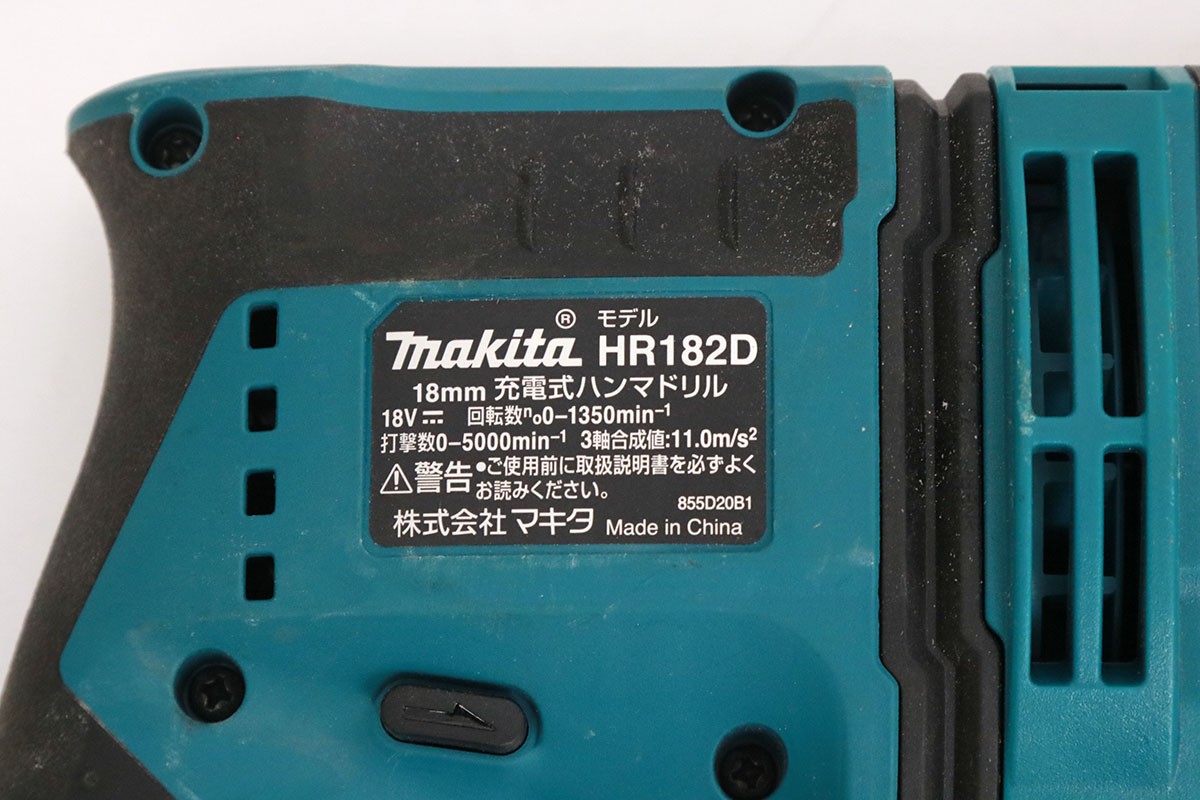 makita® モデル HR182D
18mm 充電式ハンマドリル
18V 回転数n₀0-1350min⁻¹
打撃数0-5000min⁻¹ 3軸合成値:11.0m/s²
警告 •ご使用前に取扱説明書を必ずよく
お読みください。
855D20B1
株式会社マキタ Made in China